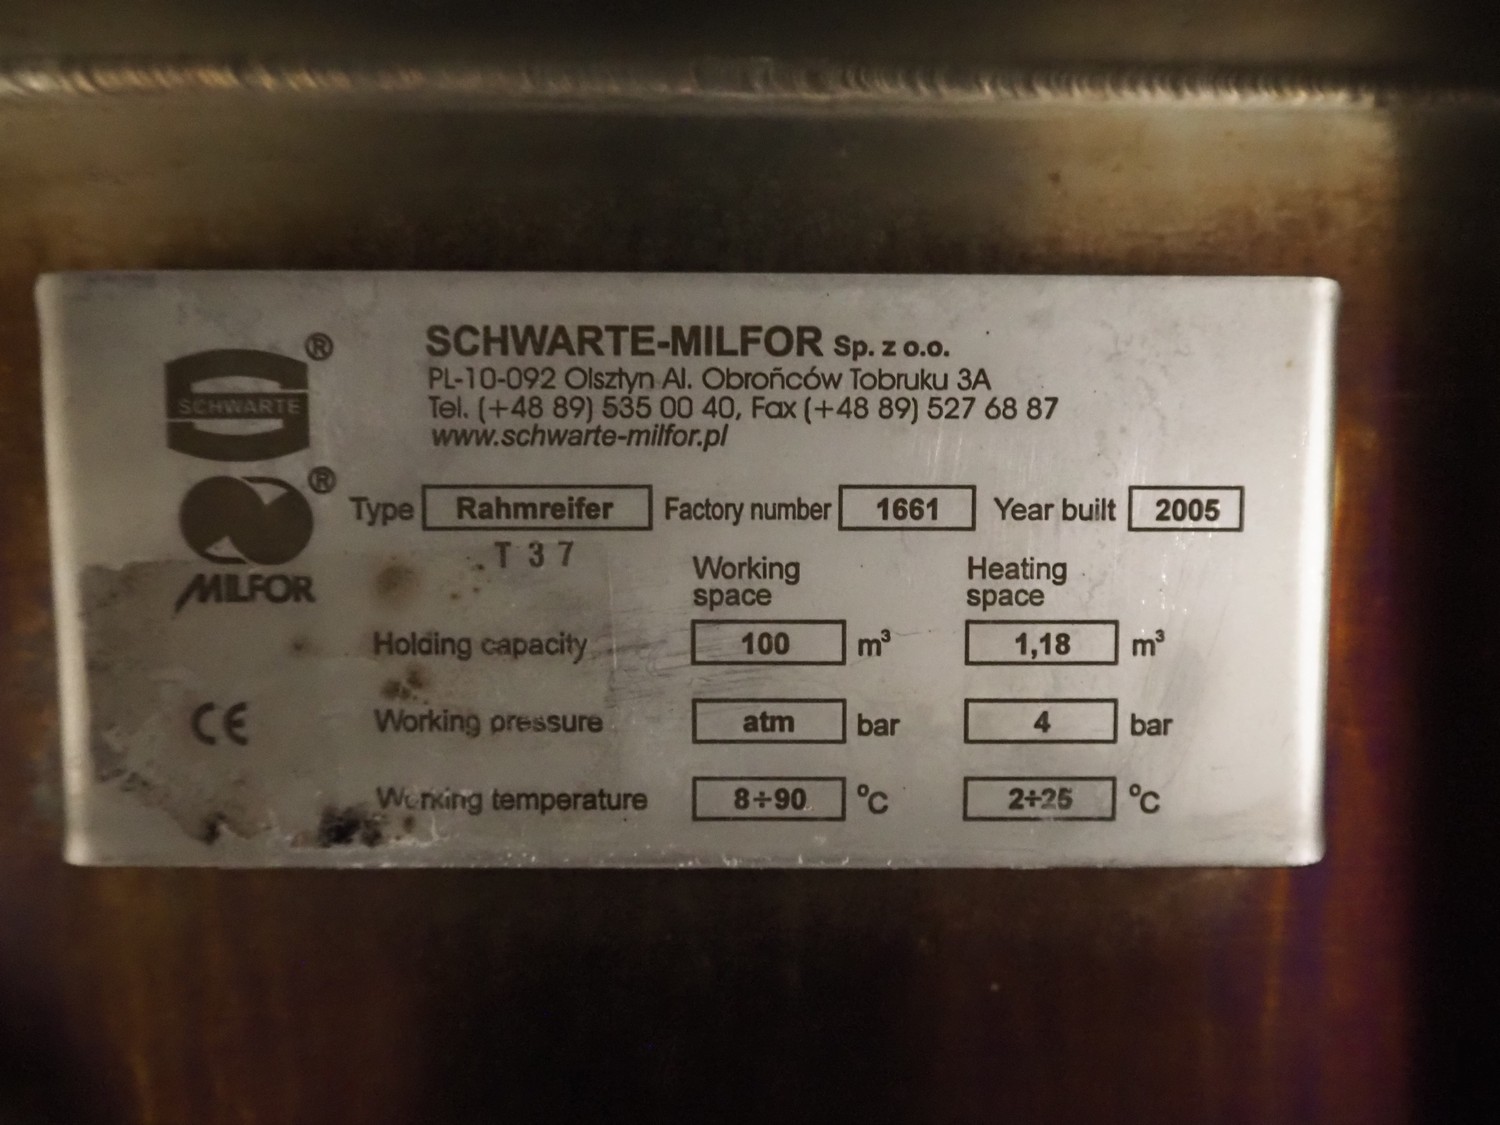 SCHWARTE ®
® MILFOR
SCHWARTE-MILFOR Sp. z o.o.
PL-10-092 Olsztyn Al. Obrońców Tobruku 3A
Tel. (+48 89) 535 00 40, Fax (+48 89) 527 68 87
www.schwarte-milfor.pl
Type Rahmreifer Factory number 1661 Year built 2005
T 37
Working space Heating space
Holding capacity 100 m³ 1,18 m³
CE
Working pressure atm bar 4 bar
Working temperature 8÷90 °C 2÷25 °C